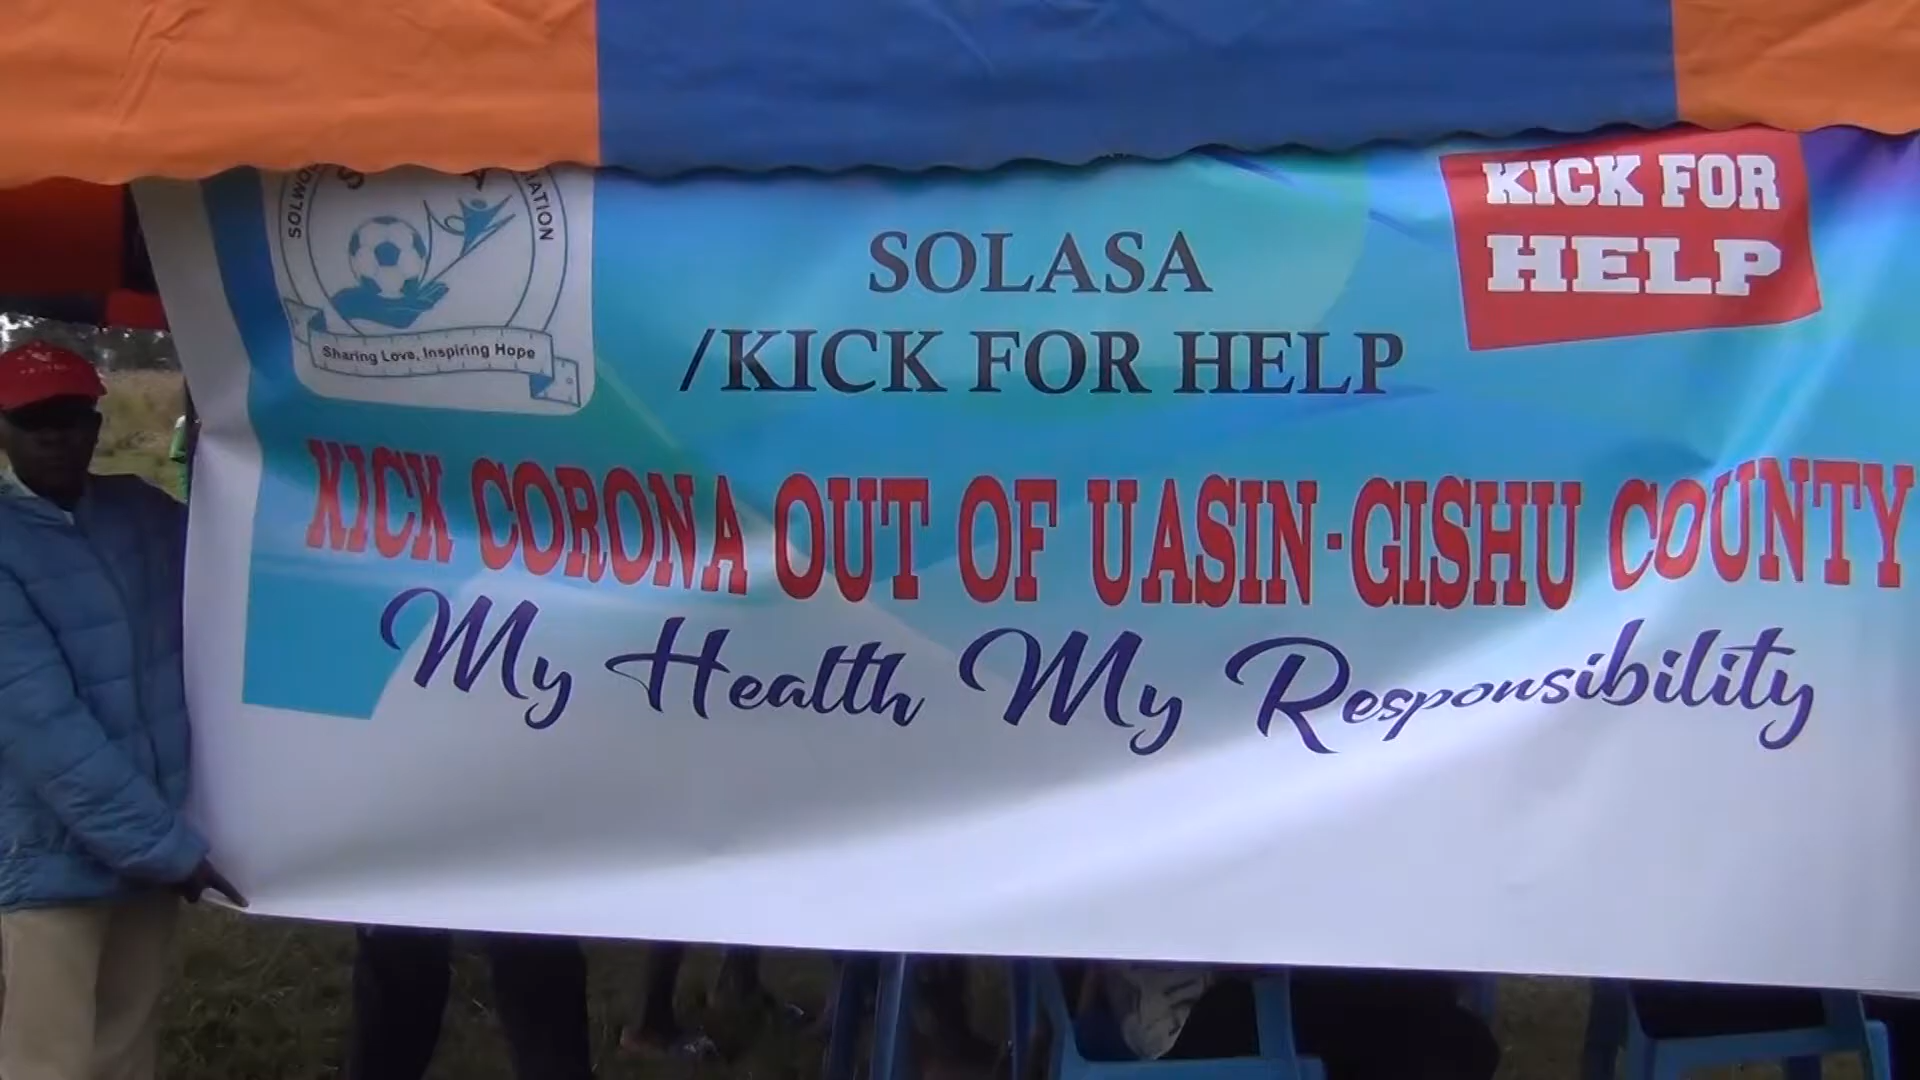 Sharing Love, Inspiring Hope
SOLASA
/KICK FOR HELP
KICK FOR
HELP
KICK CORONA OUT OF UASIN-GISHU COUNTY
My Health My Responsibility